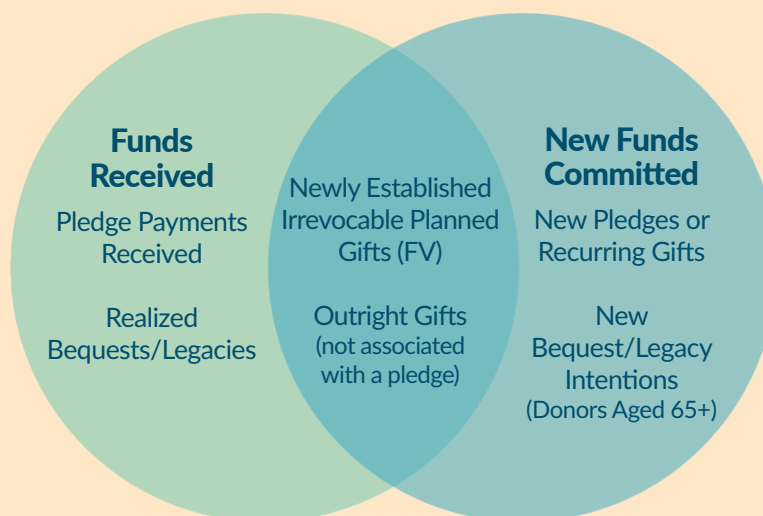 Funds
Received
Pledge Payments
Received
Realized
Bequests/Legacies
Newly Established
Irrevocable Planned
Gifts (FV)
Outright Gifts
(not associated
with a pledge)
New Funds
Committed
New Pledges or
Recurring Gifts
New
Bequest/Legacy
Intentions
(Donors Aged 65+)